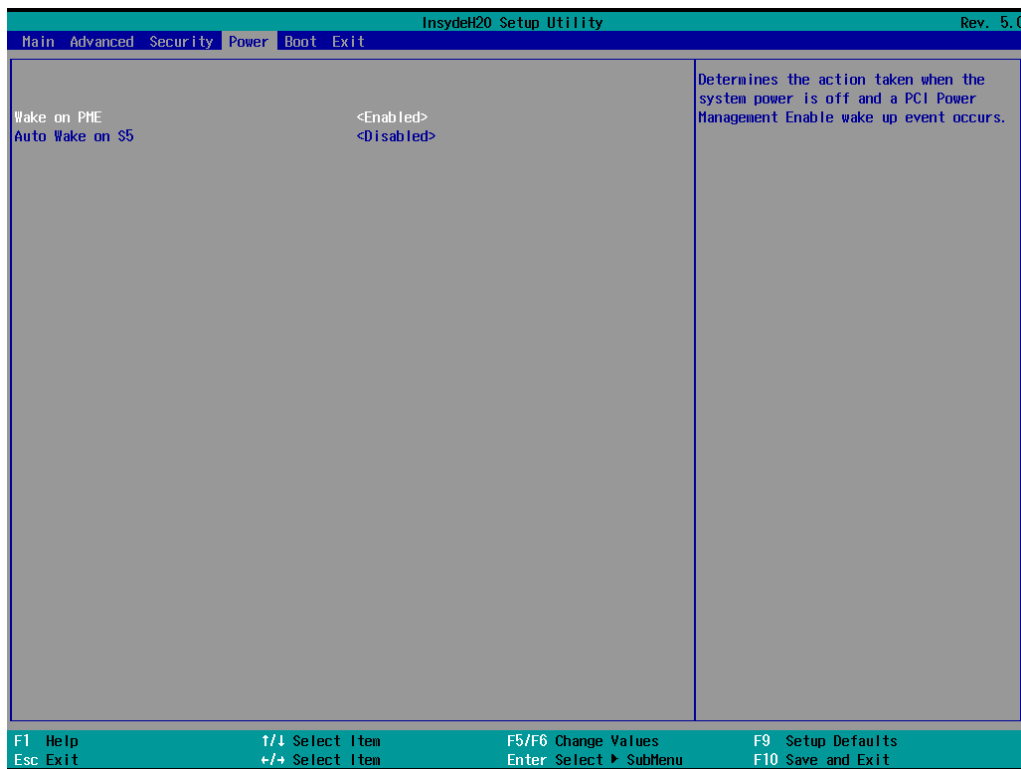 InsydeH2O Setup Utility Rev. 5.0
Main Advanced Security Power Boot Exit
Determines the action taken when the
system power is off and a PCI Power
Management Enable wake up event occurs.
Wake on PME <Enabled>
Auto Wake on S5 <Disabled>
F1 Help ↑/↓ Select Item F5/F6 Change Values F9 Setup Defaults
Esc Exit ←/→ Select Item Enter Select ▶ SubMenu F10 Save and Exit